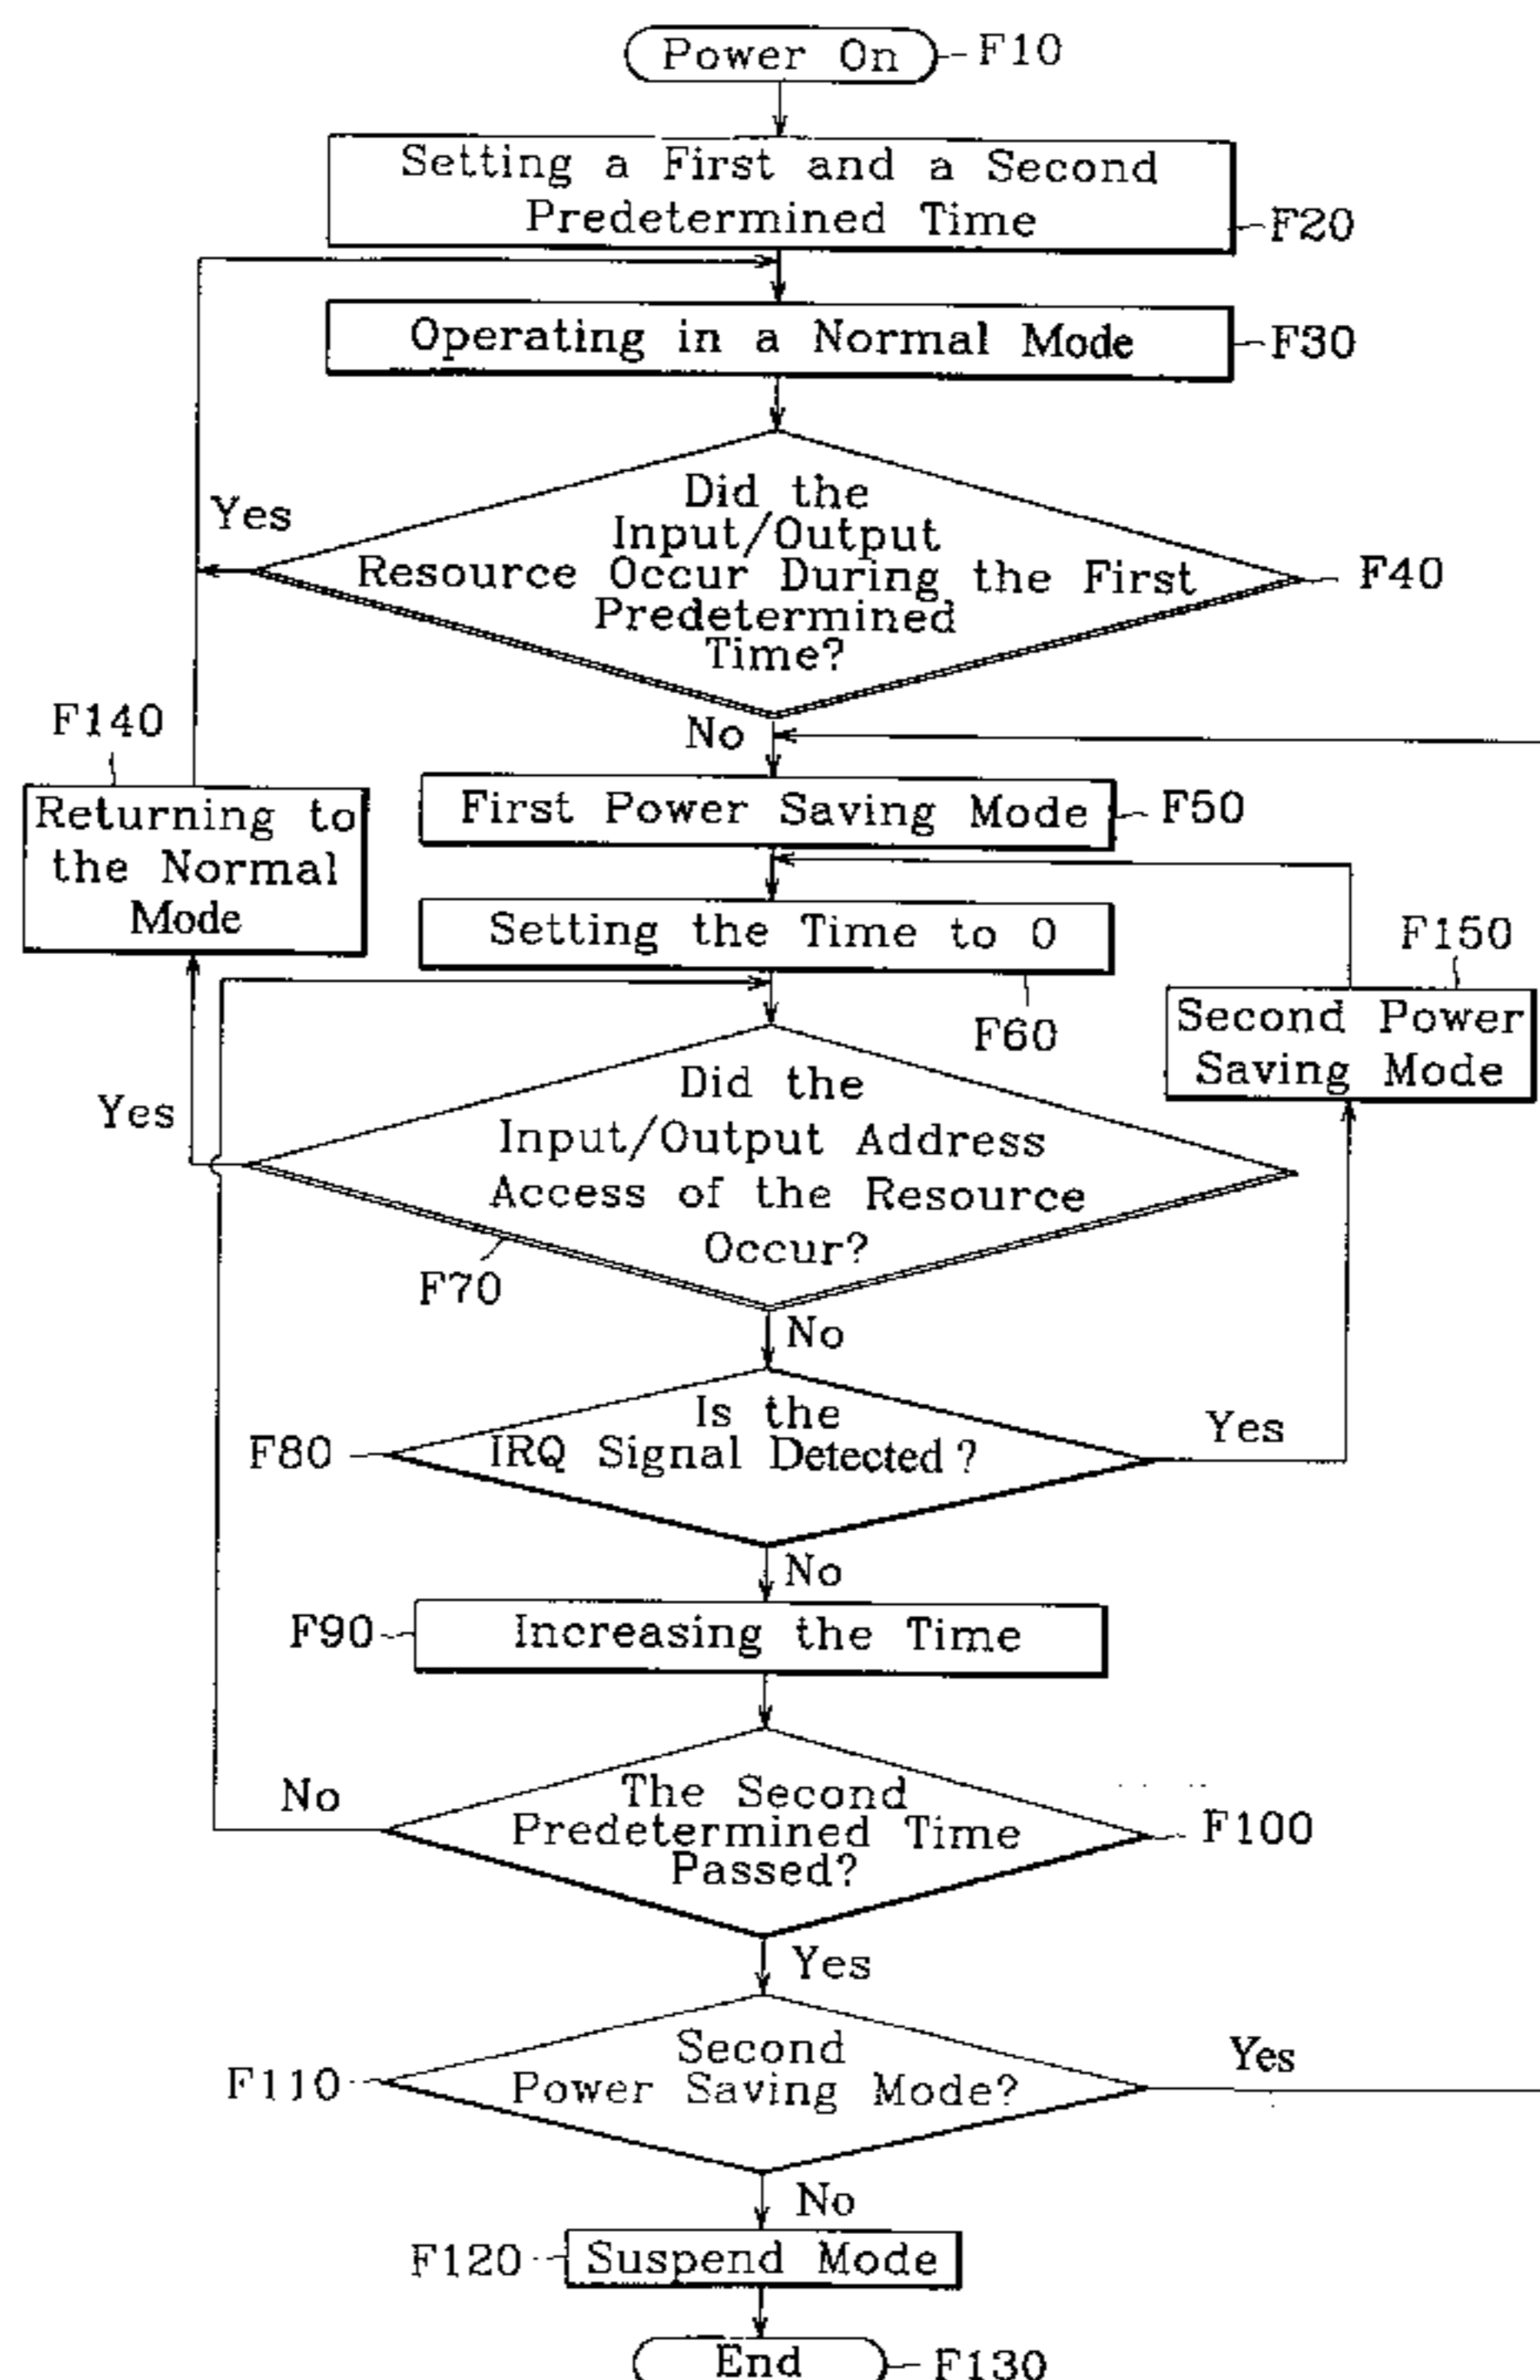 Power On
F10
Setting a First and a Second
Predetermined Time
F20
Operating in a Normal Mode
F30
Did the
Input/Output
Resource Occur During the First
Predetermined
Time?
F40
Yes
No
F140
Returning to
the Normal
Mode
First Power Saving Mode
F50
Setting the Time to 0
F60
F150
Second Power
Saving Mode
Did the
Input/Output Address
Access of the Resource
Occur?
Yes
F70
No
Is the
IRQ Signal Detected?
F80
Yes
No
F90
Increasing the Time
The Second
Predetermined Time
Passed?
No
F100
Yes
Second
Power Saving Mode?
F110
Yes
No
F120
Suspend Mode
End
F130